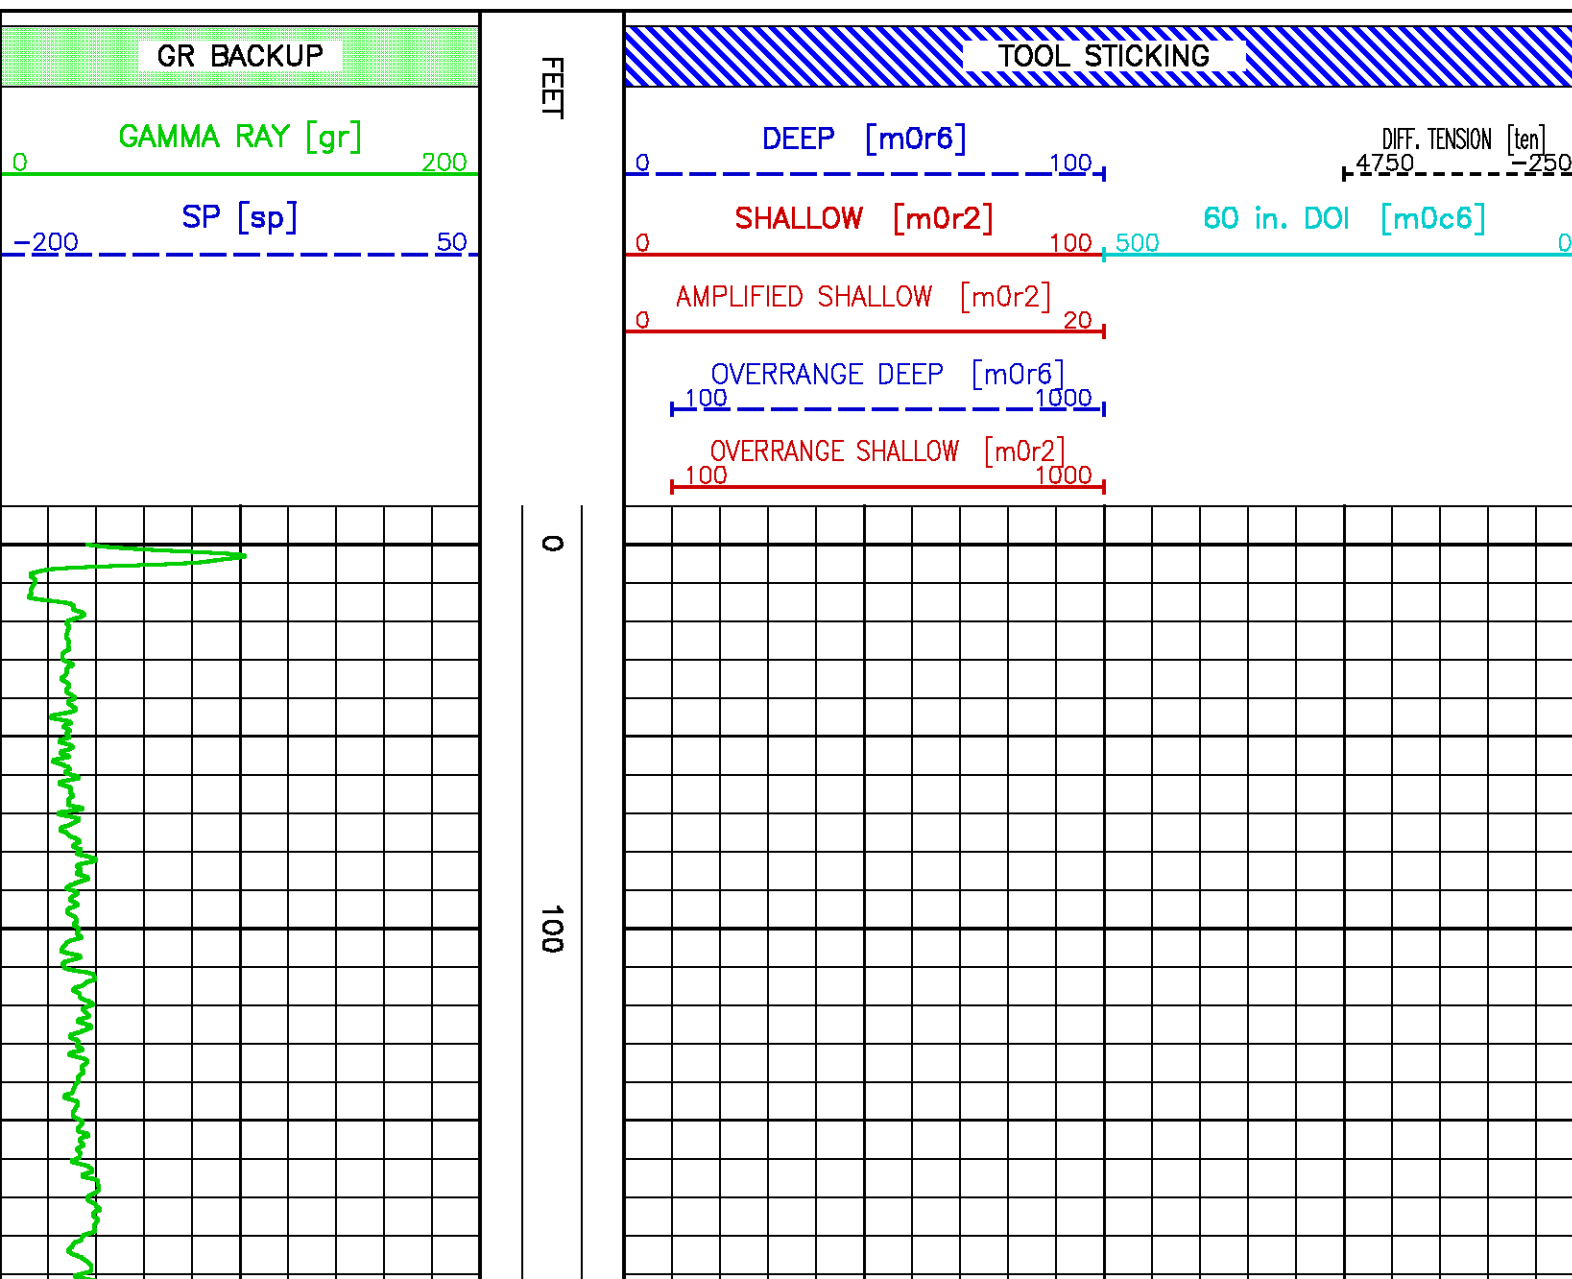 GR BACKUP
GAMMA RAY [gr]
0 200
SP [sp]
-200 50
FEET
TOOL STICKING
DEEP [m0r6]
0 100
DIFF. TENSION [ten]
4750 -250
SHALLOW [m0r2]
0 100
60 in. DOI [m0c6]
500 0
AMPLIFIED SHALLOW [m0r2]
0 20
OVERRANGE DEEP [m0r6]
100 1000
OVERRANGE SHALLOW [m0r2]
100 1000
0
100